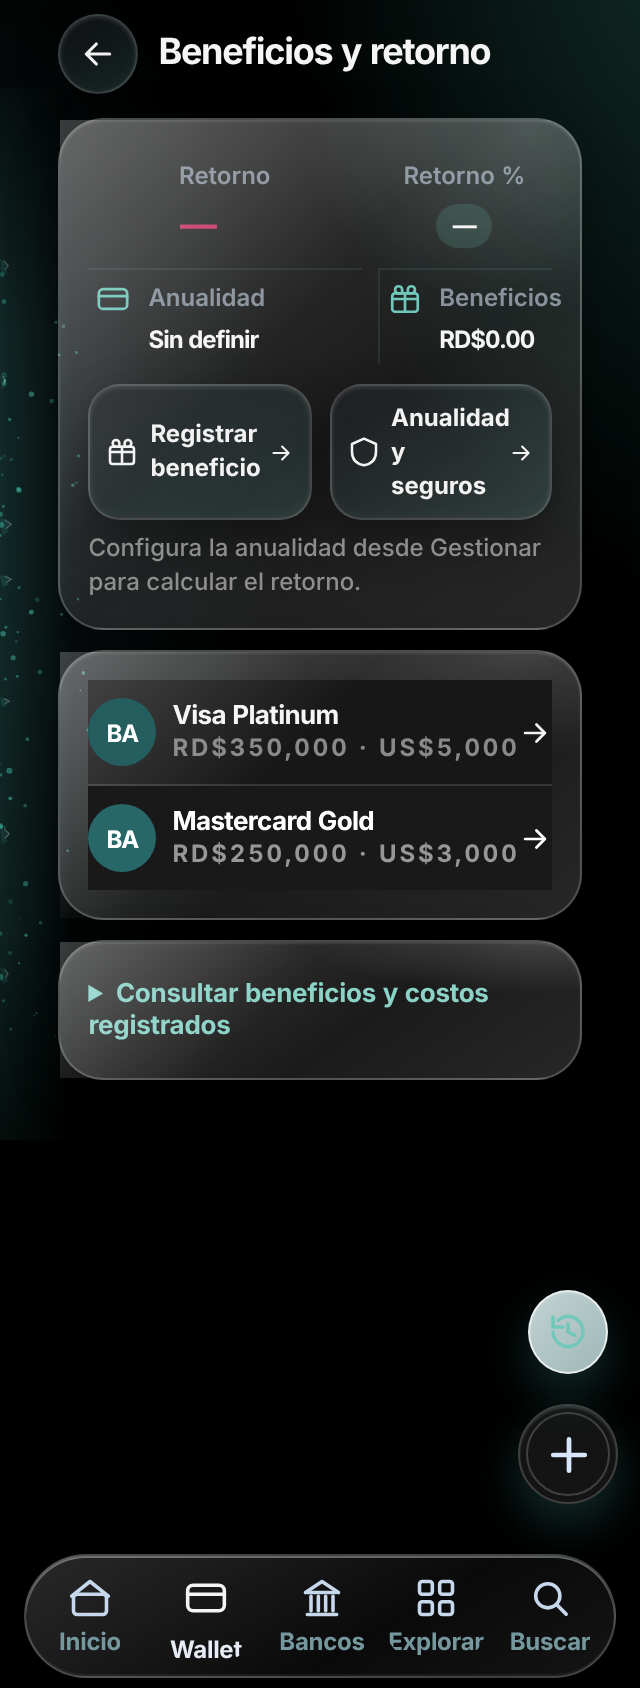 Beneficios y retorno
Retorno
Retorno %
—
—
Anualidad
Sin definir
Beneficios
RD$0.00
Registrar
beneficio
Anualidad
y
seguros
Configura la anualidad desde Gestionar
para calcular el retorno.
BA
Visa Platinum
RD$350,000 · US$5,000
BA
Mastercard Gold
RD$250,000 · US$3,000
Consultar beneficios y costos
registrados
Inicio
Wallet
Bancos
Explorar
Buscar